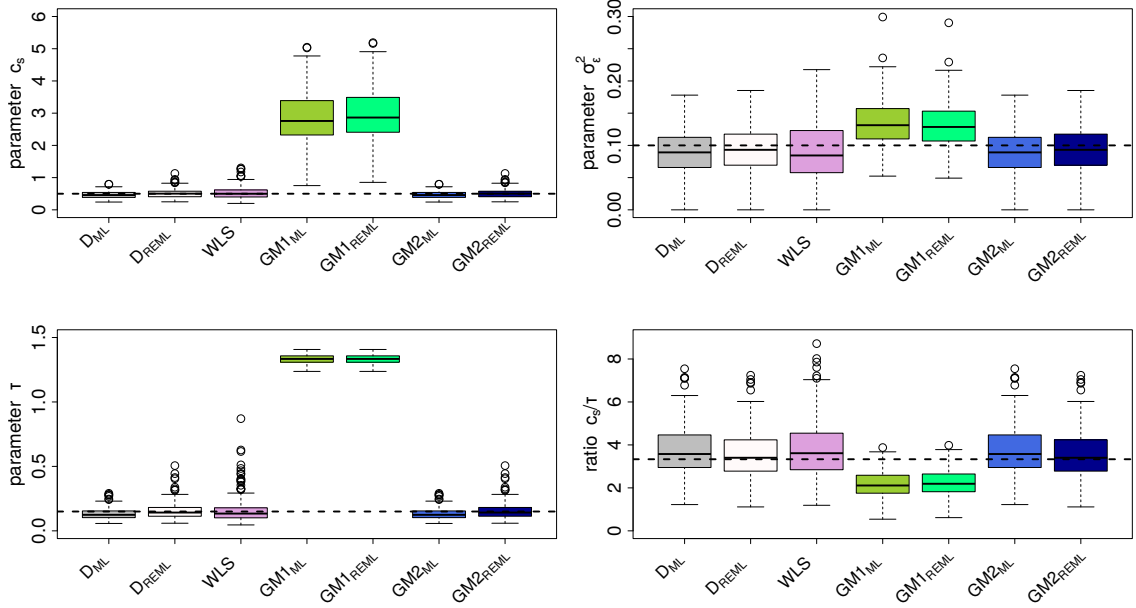 parameter c_s
0 1 2 3 4 5 6
D_ML D_REML WLS GM1_ML GM1_REML GM2_ML GM2_REML
parameter σ_ε^2
0.00 0.10 0.20 0.30
D_ML D_REML WLS GM1_ML GM1_REML GM2_ML GM2_REML
parameter τ
0.0 0.5 1.0 1.5
D_ML D_REML WLS GM1_ML GM1_REML GM2_ML GM2_REML
ratio c_s/τ
0 2 4 6 8
D_ML D_REML WLS GM1_ML GM1_REML GM2_ML GM2_REML